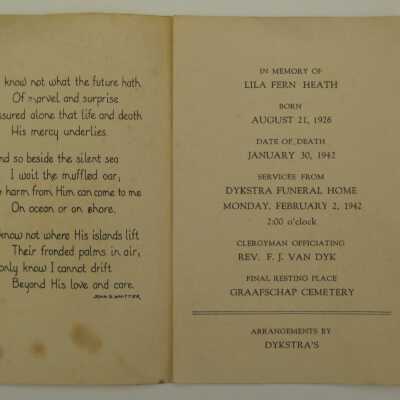 know not what the future hath
Of marvel and surprise
ssured alone that life and death
His mercy underlies.
nd so beside the silent sea
I wait the muffled oar;
harm from Him can come to me
On ocean or on shore.
know not where His islands lift
Their fronded palms in air,
only know I cannot drift
Beyond His love and care.
JOHN G. WHITTIER
IN MEMORY OF
LILA FERN HEATH
BORN
AUGUST 21, 1926
DATE OF DEATH
JANUARY 30, 1942
SERVICES FROM
DYKSTRA FUNERAL HOME
MONDAY, FEBRUARY 2, 1942
2:00 o'clock
CLERGYMAN OFFICIATING
REV. F. J. VAN DYK
FINAL RESTING PLACE
GRAAFSCHAP CEMETERY
ARRANGEMENTS BY
DYKSTRA'S